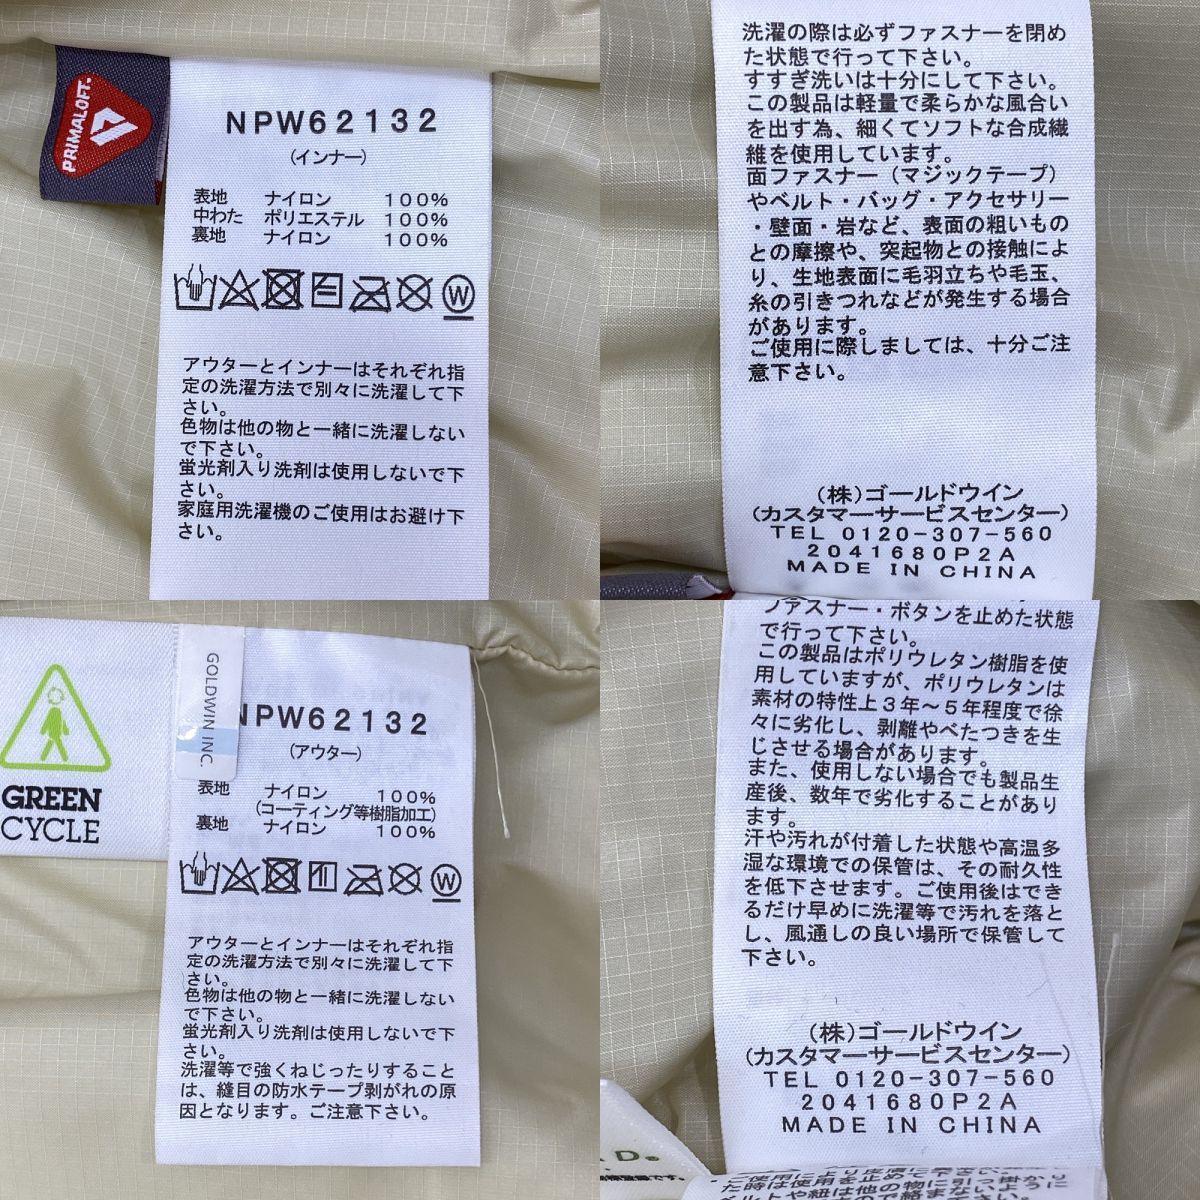 PRIMALOFT®
NPW62132
(インナー)
表地 ナイロン 100%
中わた ポリエステル 100%
裏地 ナイロン 100%
W
アウターとインナーはそれぞれ指
定の洗濯方法で別々に洗濯して下
さい。
色物は他の物と一緒に洗濯しない
で下さい。
蛍光剤入り洗剤は使用しないで下
さい。
家庭用洗濯機のご使用はお避け下
さい。
洗濯の際は必ずファスナーを閉め
た状態で行って下さい。
すすぎ洗いは十分にして下さい。
この製品は軽量で柔らかな風合い
を出す為、細くてソフトな合成繊
維を使用しています。
面ファスナー(マジックテープ)
やベルト・バッグ・アクセサリー
・壁面・岩など、表面の粗いもの
との摩擦や、突起物との接触によ
り、生地表面に毛羽立ちや毛玉、
糸の引きつれなどが発生する場合
があります。
ご使用に際しましては、十分ご注
意下さい。
(株)ゴールドウイン
(カスタマーサービスセンター)
TEL 0120-307-560
2041680P2A
MADE IN CHINA
GREEN
CYCLE
GOLDWIN INC.
NPW62132
(アウター)
表地 ナイロン 100%
(コーティング等樹脂加工)
裏地 ナイロン 100%
W
アウターとインナーはそれぞれ指
定の洗濯方法で別々に洗濯して下
さい。
色物は他の物と一緒に洗濯しない
で下さい。
蛍光剤入り洗剤は使用しないで下
さい。
洗濯等で強くねじったりすること
は、縫目の防水テープ剥がれの原
因となります。ご注意下さい。
ファスナー・ボタンを止めた状態
で行って下さい。
この製品はポリウレタン樹脂を使
用していますが、ポリウレタンは
素材の特性上3年〜5年程度で徐
々に劣化し、剥離やべたつきを生
じさせる場合があります。
また、使用しない場合でも製品生
産後、数年で劣化することがあり
ます。
汗や汚れが付着した状態や高温多
湿な環境での保管は、その耐久性
を低下させます。ご使用後はでき
るだけ早めに洗濯等で汚れを落と
し、風通しの良い場所で保管して
下さい。
(株)ゴールドウイン
(カスタマーサービスセンター)
TEL 0120-307-560
2041680P2A
MADE IN CHINA
た時は使用を止めて下さい。